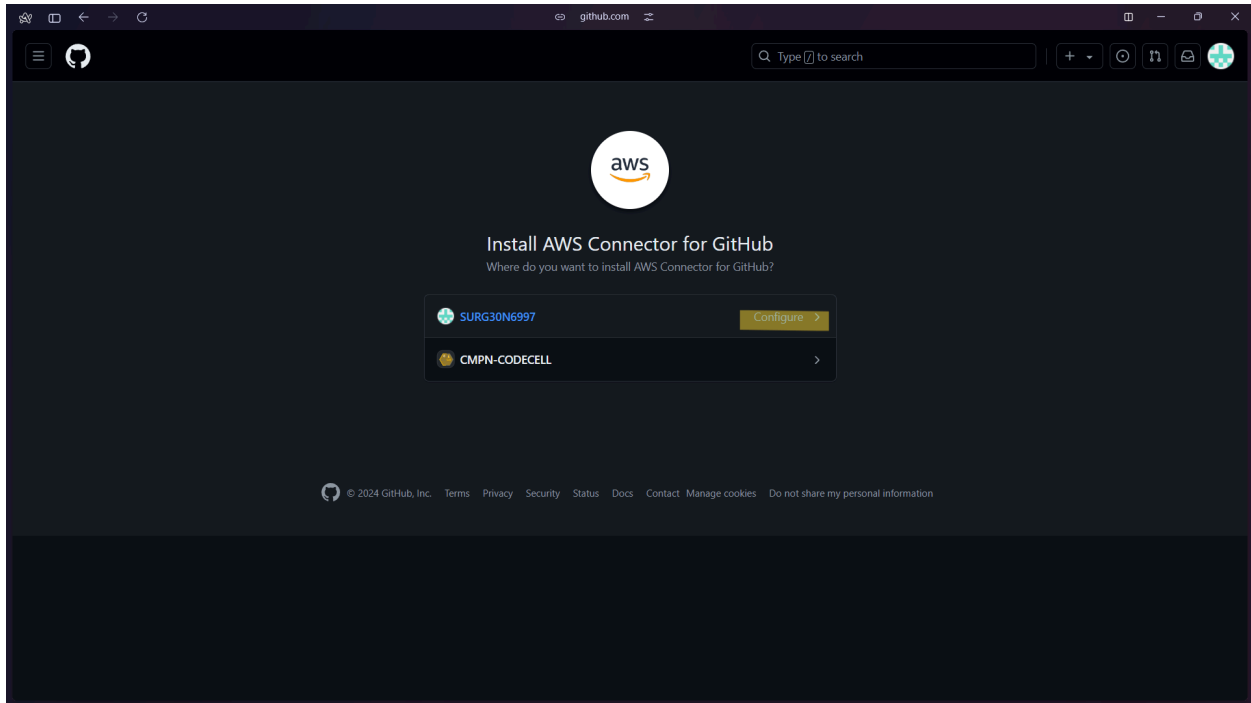 github.com
Type / to search
aws
Install AWS Connector for GitHub
Where do you want to install AWS Connector for GitHub?
SURG30N6997 Configure
CMPN-CODECELL
© 2024 GitHub, Inc. Terms Privacy Security Status Docs Contact Manage cookies Do not share my personal information